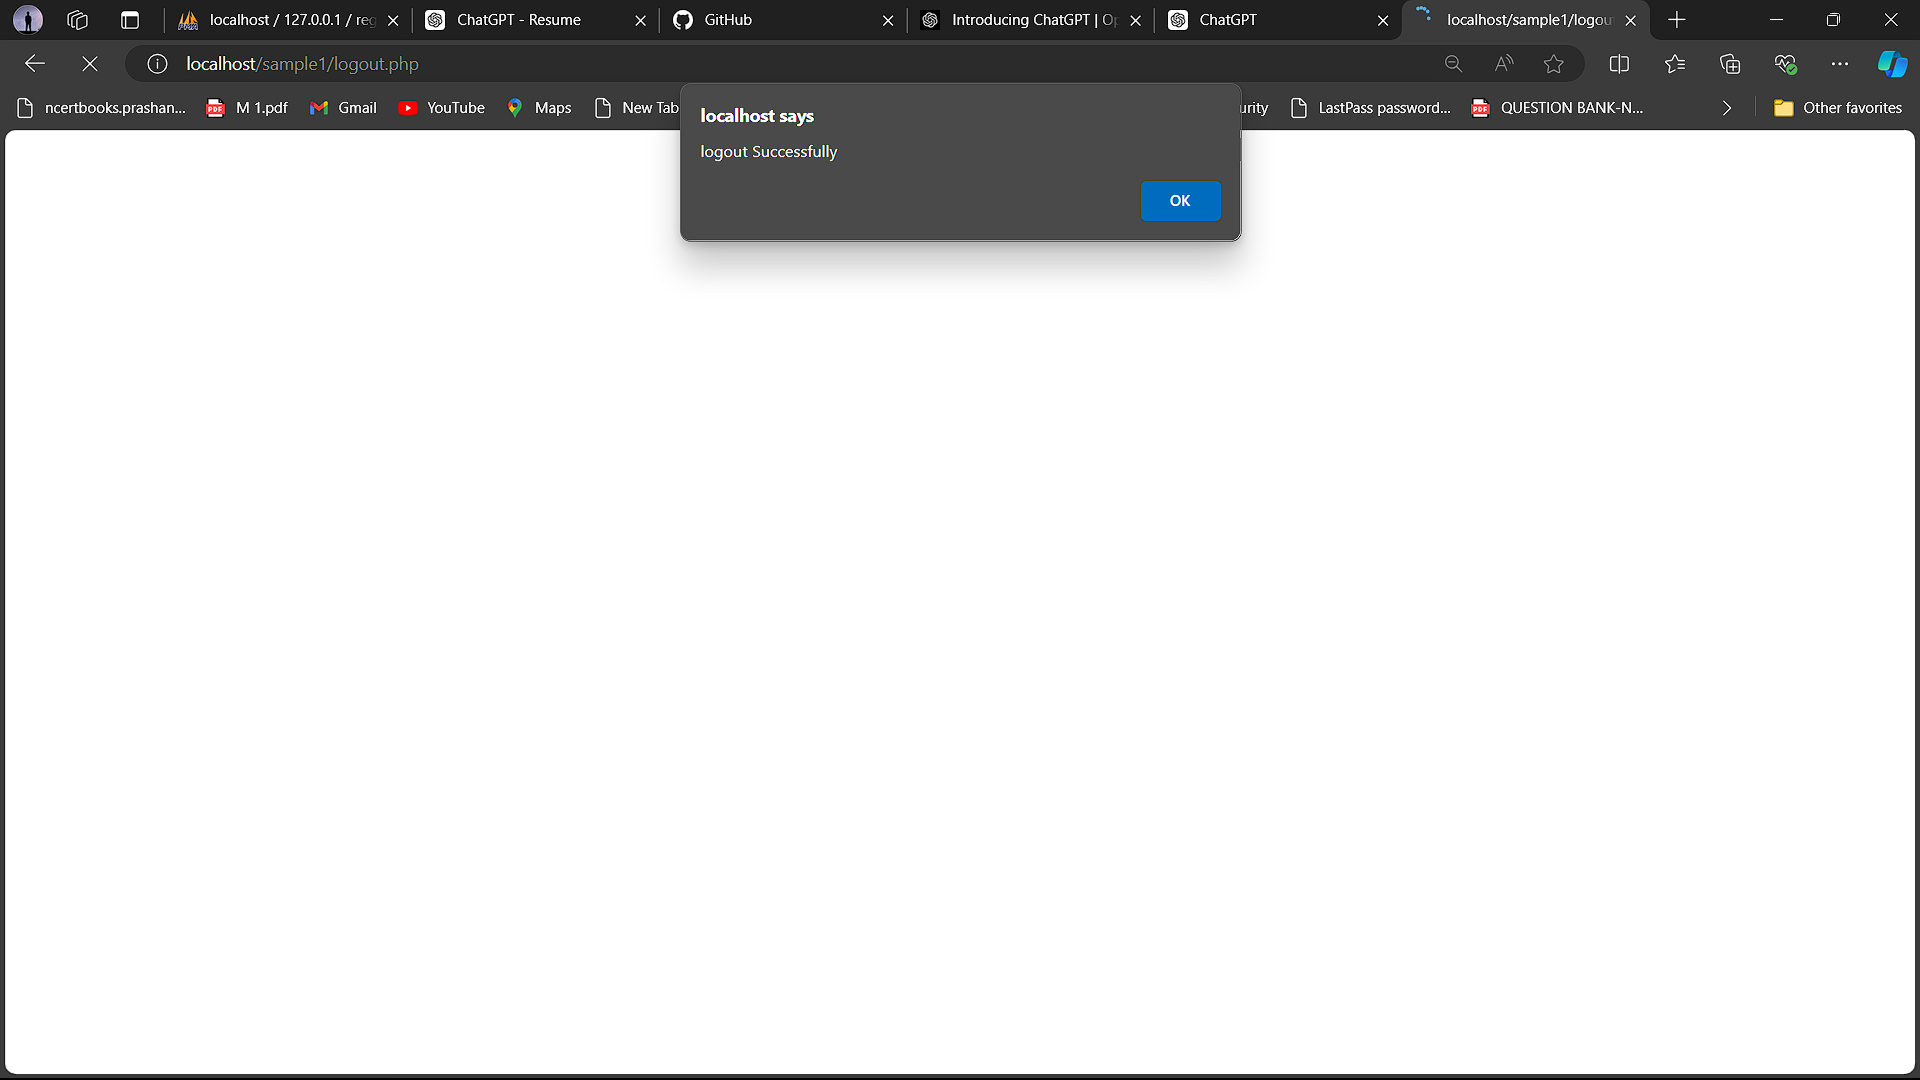 localhost / 127.0.0.1 / reg
ChatGPT - Resume
GitHub
Introducing ChatGPT | Op
ChatGPT
localhost/sample1/logou
localhost/sample1/logout.php
ncertbooks.prashan...
M 1.pdf
Gmail
YouTube
Maps
New Tab
urity
LastPass password...
QUESTION BANK-N...
Other favorites
localhost says
logout Successfully
OK